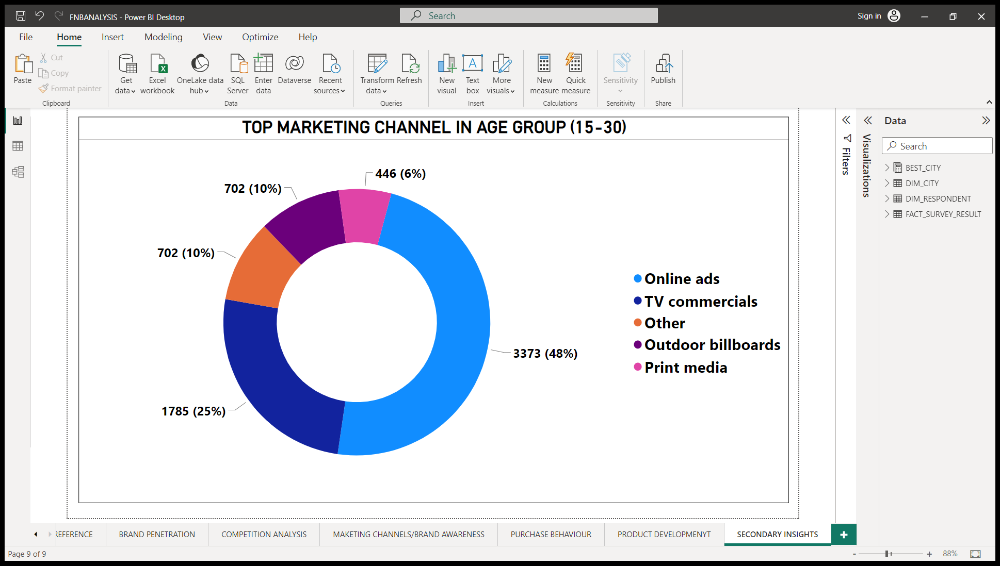 FNBANALYSIS - Power BI Desktop
Search
Sign in
File Home Insert Modeling View Optimize Help
Paste
Cut
Copy
Format painter
Clipboard
Get data
Excel workbook
OneLake data hub
SQL Server
Enter data
Dataverse
Recent sources
Data
Transform data
Refresh
Queries
New visual
A
Text box
More visuals
Insert
New measure
Quick measure
Calculations
Sensitivity
Sensitivity
Publish
Share
TOP MARKETING CHANNEL IN AGE GROUP (15-30)
446 (6%)
702 (10%)
702 (10%)
3373 (48%)
1785 (25%)
Online ads
TV commercials
Other
Outdoor billboards
Print media
Filters
Visualizations
Data
Search
BEST_CITY
DIM_CITY
DIM_RESPONDENT
FACT_SURVEY_RESULT
EFERENCE BRAND PENETRATION COMPETITION ANALYSIS MAKETING CHANNELS/BRAND AWARENESS PURCHASE BEHAVIOUR PRODUCT DEVELOPMENYT SECONDARY INSIGHTS +
Page 9 of 9
- + 88%